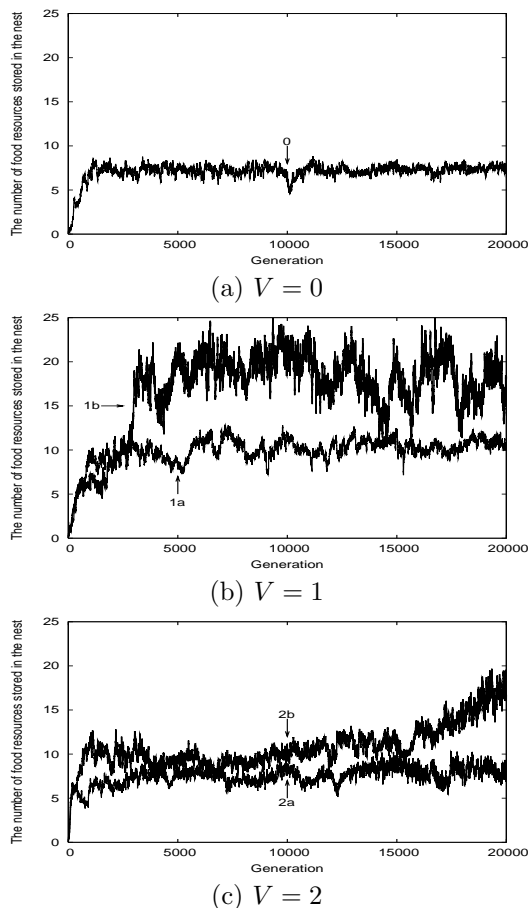 The number of food resources stored in the nest
25
20
15
10
5
0
0
0 5000 10000 15000 20000
Generation
(a) V = 0
The number of food resources stored in the nest
25
20
15
10
5
0
1b
1a
0 5000 10000 15000 20000
Generation
(b) V = 1
The number of food resources stored in the nest
25
20
15
10
5
0
2b
2a
0 5000 10000 15000 20000
Generation
(c) V = 2